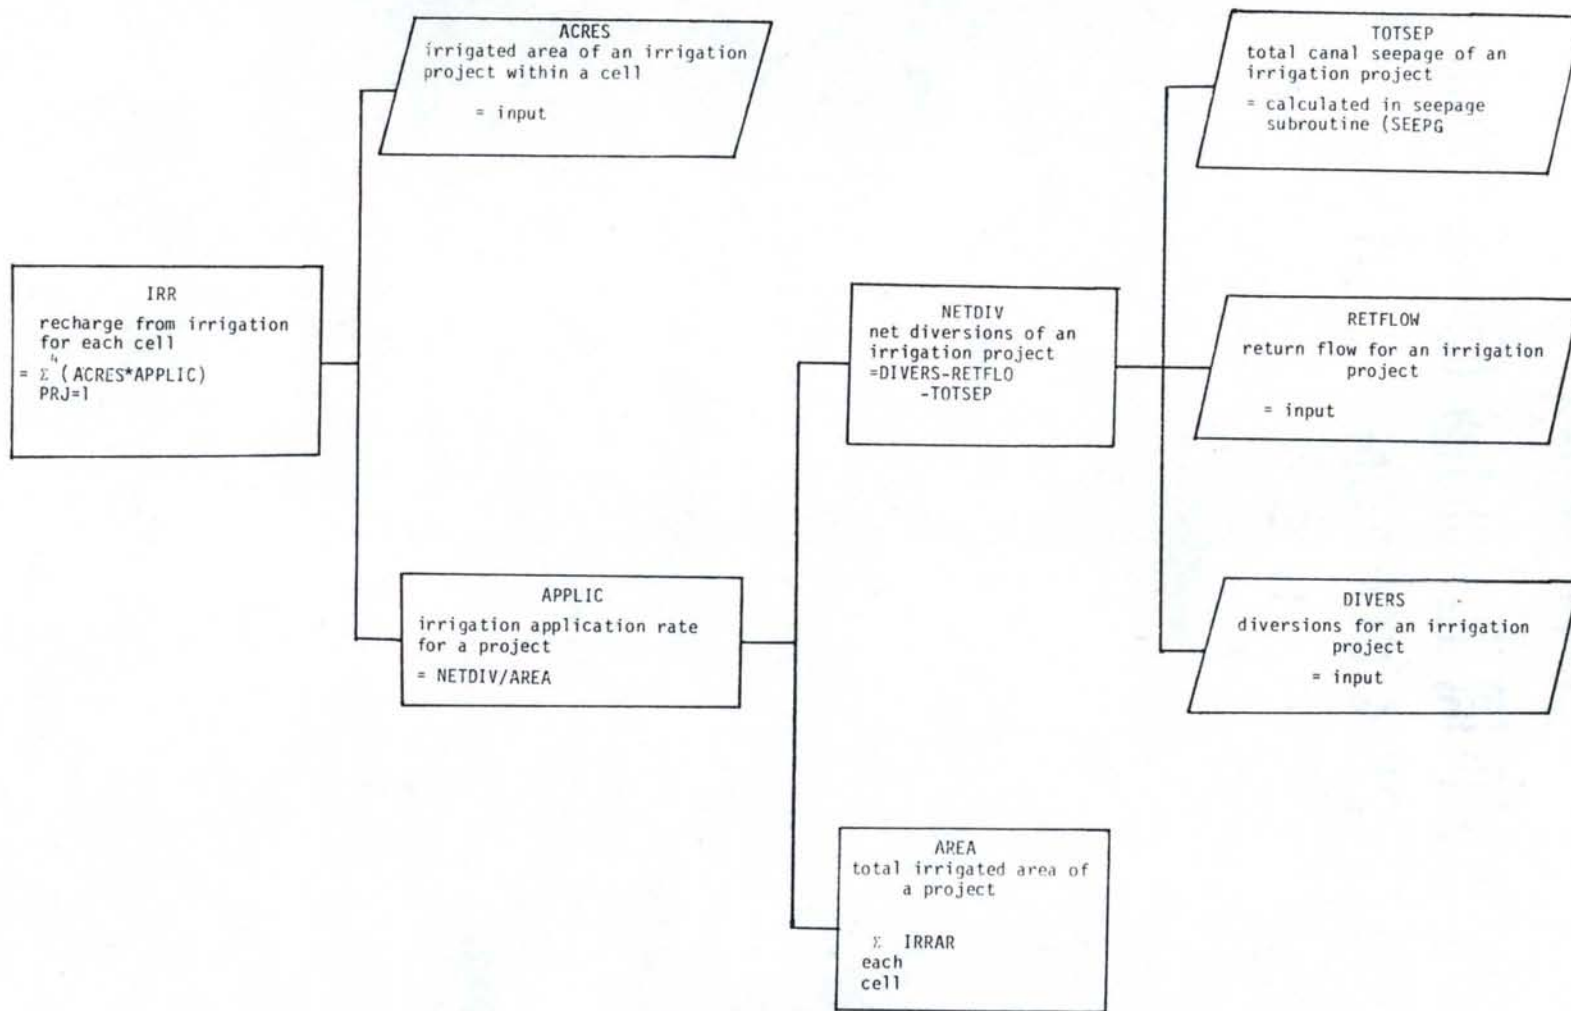 ACRES
irrigated area of an irrigation
project within a cell
= input
TOTSEP
total canal seepage of an
irrigation project
= calculated in seepage
subroutine (SEEPG
IRR
recharge from irrigation
for each cell
4
= Σ (ACRES*APPLIC)
PRJ=1
NETDIV
net diversions of an
irrigation project
=DIVERS-RETFLO
-TOTSEP
RETFLOW
return flow for an irrigation
project
= input
APPLIC
irrigation application rate
for a project
= NETDIV/AREA
DIVERS
diversions for an irrigation
project
= input
AREA
total irrigated area of
a project
Σ IRRAR
each
cell